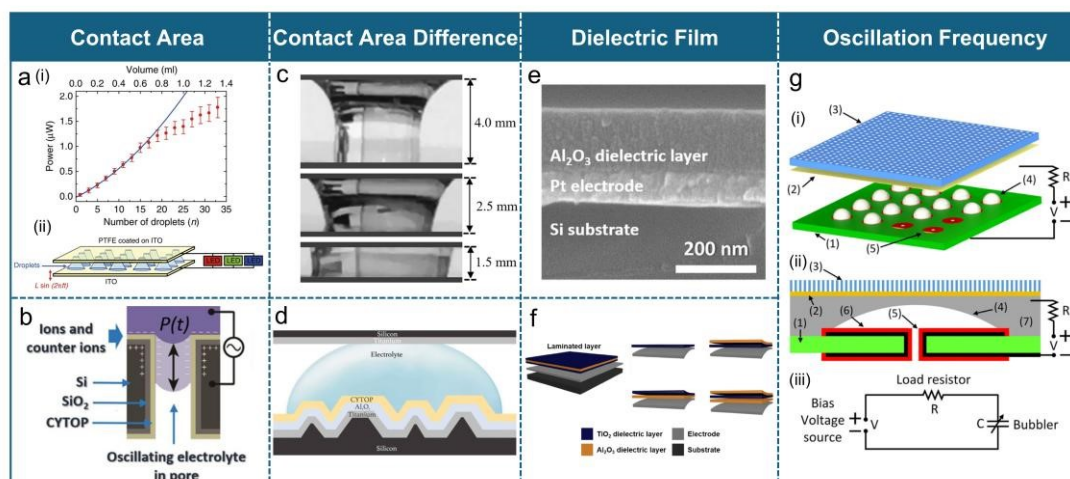 Contact Area
Contact Area Difference
Dielectric Film
Oscillation Frequency
a (i)
Volume (ml)
0.0 0.2 0.4 0.6 0.8 1.0 1.2 1.4
Power (μW)
2.0
1.5
1.0
0.5
0.0
0 5 10 15 20 25 30 35
Number of droplets (n)
(ii)
PTFE coated on ITO
Droplets
LED LED LED
ITO
L sin (2πft)
b
Ions and
counter ions
P(t)
Si
SiO2
CYTOP
Oscillating electrolyte
in pore
c
4.0 mm
2.5 mm
1.5 mm
d
Silicon
Titanium
Electrolyte
CYTOP
Al2O3
Titanium
Silicon
e
Al2O3 dielectric layer
Pt electrode
Si substrate
200 nm
f
Laminated layer
TiO2 dielectric layer
Electrode
Al2O3 dielectric layer
Substrate
g
(i)
(3)
(2)
(4)
R
V
+
−
(1)
(5)
(ii)
(3)
(2)
(1)
(6)
(5)
(4)
(7)
R
V
+
−
(iii)
Load resistor
R
Bias
Voltage
source
+
−
V
C
Bubbler